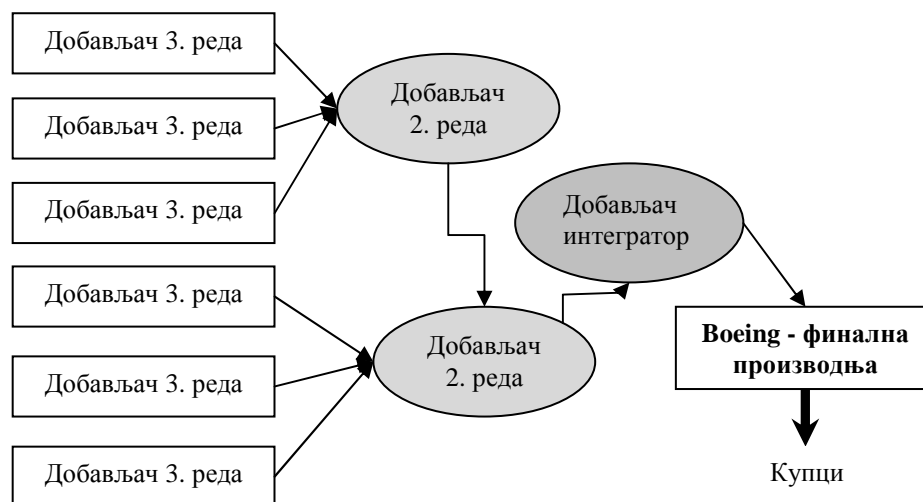 Добављач 3. реда
Добављач 3. реда
Добављач 3. реда
Добављач 3. реда
Добављач 3. реда
Добављач 3. реда
Добављач
2. реда
Добављач
2. реда
Добављач
интегратор
Boeing - финална
производња
Купци